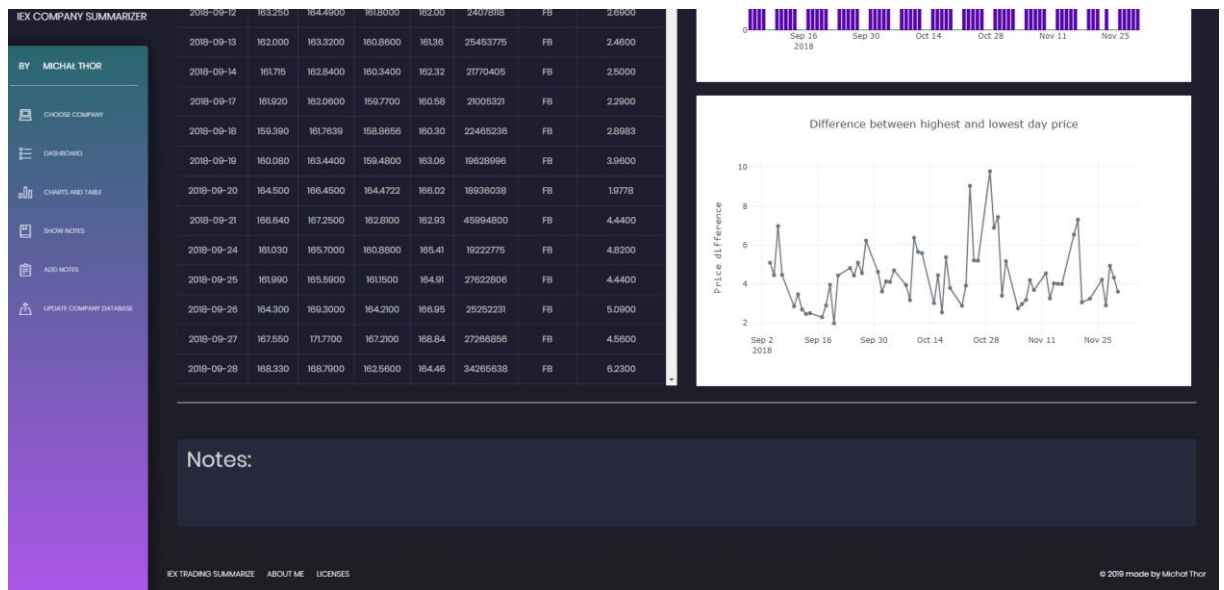 IEX COMPANY SUMMARIZER
BY MICHAŁ THOR
CHOOSE COMPANY
DASHBOARD
CHARTS AND TABLE
SHOW NOTES
ADD NOTES
UPDATE COMPANY DATABASE
2018-09-12 163.250 164.4900 161.8000 162.00 24078118 FB 2.6900
2018-09-13 162.000 163.3200 160.8600 161.36 25453775 FB 2.4600
2018-09-14 161.715 162.8400 160.3400 162.32 21770405 FB 2.5000
2018-09-17 161.920 162.0600 159.7700 160.58 21005321 FB 2.2900
2018-09-18 159.390 161.7639 158.8656 160.30 22465236 FB 2.8983
2018-09-19 160.080 163.4400 159.4800 163.06 19628996 FB 3.9600
2018-09-20 164.500 166.4500 164.4722 166.02 18936038 FB 1.9778
2018-09-21 166.640 167.2500 162.8100 162.93 45994800 FB 4.4400
2018-09-24 161.030 165.7000 160.8800 165.41 19222775 FB 4.8200
2018-09-25 161.990 165.5900 161.1500 164.91 27622806 FB 4.4400
2018-09-26 164.300 169.3000 164.2100 166.95 25252231 FB 5.0900
2018-09-27 167.550 171.7700 167.2100 168.84 27266856 FB 4.5600
2018-09-28 168.330 168.7900 162.5600 164.46 34265638 FB 6.2300
0
Sep 16 Sep 30 Oct 14 Oct 28 Nov 11 Nov 25
2018
Difference between highest and lowest day price
Price difference
10
8
6
4
2
Sep 2 Sep 16 Sep 30 Oct 14 Oct 28 Nov 11 Nov 25
2018
Notes:
IEX TRADING SUMMARIZE ABOUT ME LICENSES
© 2019 made by Michał Thor